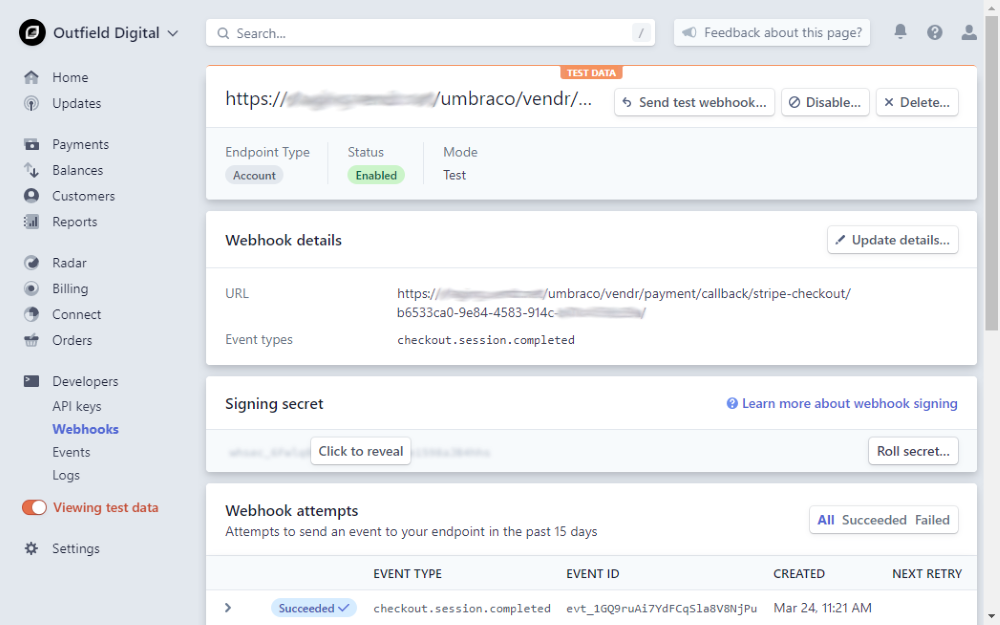 Outfield Digital
Search...
/
Feedback about this page?
Home
Updates
Payments
Balances
Customers
Reports
Radar
Billing
Connect
Orders
Developers
API keys
Webhooks
Events
Logs
Viewing test data
Settings
TEST DATA
https:// /umbraco/vendr/...
Send test webhook...
Disable...
Delete...
Endpoint Type
Status
Mode
Account
Enabled
Test
Webhook details
Update details...
URL
https:// /umbraco/vendr/payment/callback/stripe-checkout/
b6533ca0-9e84-4583-914c- /
Event types
checkout.session.completed
Signing secret
Learn more about webhook signing
Click to reveal
Roll secret...
Webhook attempts
Attempts to send an event to your endpoint in the past 15 days
All Succeeded Failed
EVENT TYPE EVENT ID CREATED NEXT RETRY
Succeeded checkout.session.completed evt_1GQ9ruAi7YdFCqSla8V8NjPu Mar 24, 11:21 AM